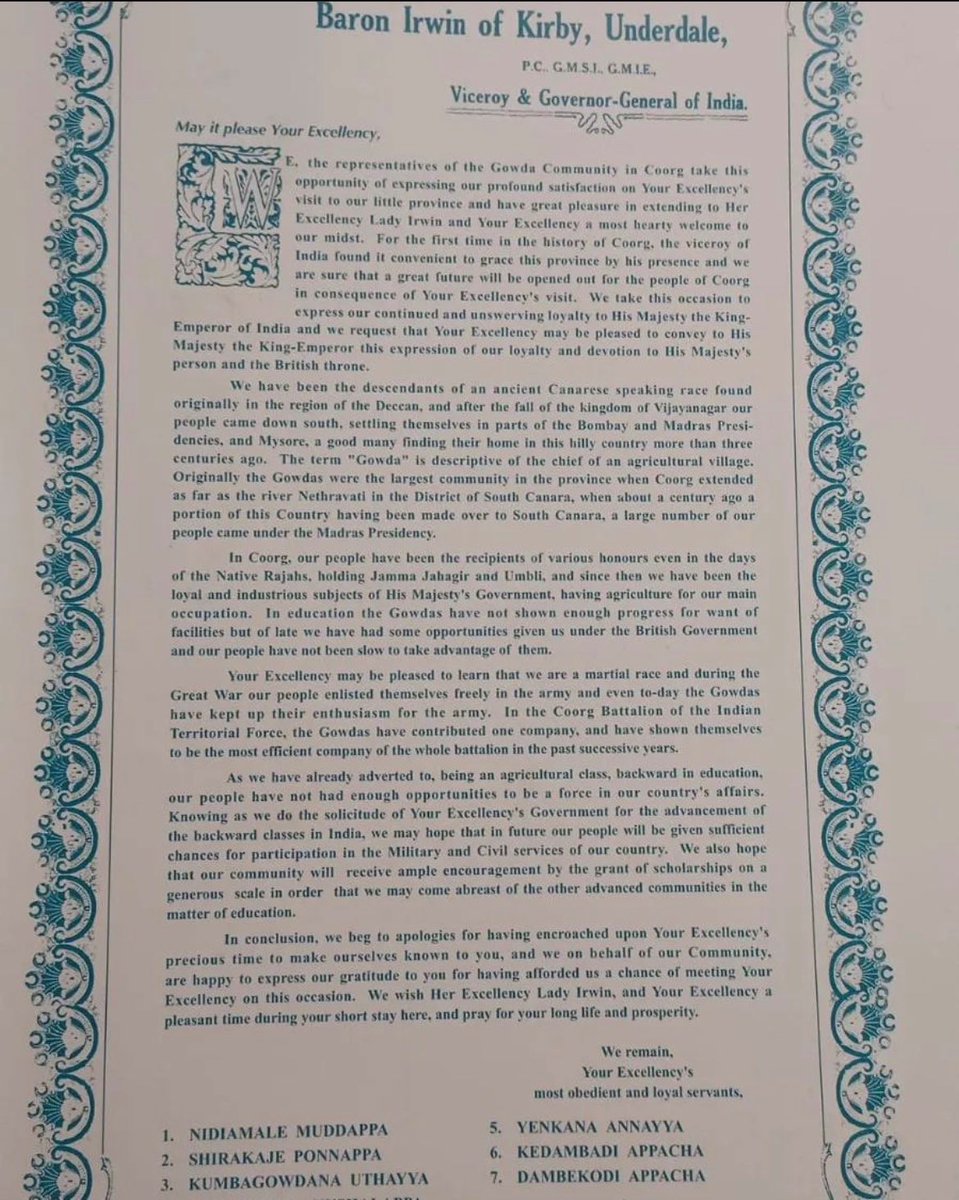 Baron Irwin of Kirby, Underdale,
P.C., G.M.S.I., G.M.I.E.,
Viceroy & Governor-General of India.
May it please Your Excellency,
WE, the representatives of the Gowda Community in Coorg take this
opportunity of expressing our profound satisfaction on Your Excellency's
visit to our little province and have great pleasure in extending to Her
Excellency Lady Irwin and Your Excellency a most hearty welcome to
our midst. For the first time in the history of Coorg, the viceroy of
India found it convenient to grace this province by his presence and we
are sure that a great future will be opened out for the people of Coorg
in consequence of Your Excellency's visit. We take this occasion to
express our continued and unswerving loyalty to His Majesty the King-
Emperor of India and we request that Your Excellency may be pleased to convey to His
Majesty the King-Emperor this expression of our loyalty and devotion to His Majesty's
person and the British throne.
We have been the descendants of an ancient Canarese speaking race found
originally in the region of the Deccan, and after the fall of the kingdom of Vijayanagar our
people came down south, settling themselves in parts of the Bombay and Madras Presi-
dencies, and Mysore, a good many finding their home in this hilly country more than three
centuries ago. The term "Gowda" is descriptive of the chief of an agricultural village.
Originally the Gowdas were the largest community in the province when Coorg extended
as far as the river Nethravati in the District of South Canara, when about a century ago a
portion of this Country having been made over to South Canara, a large number of our
people came under the Madras Presidency.
In Coorg, our people have been the recipients of various honours even in the days
of the Native Rajahs, holding Jamma Jahagir and Umbli, and since then we have been the
loyal and industrious subjects of His Majesty's Government, having agriculture for our main
occupation. In education the Gowdas have not shown enough progress for want of
facilities but of late we have had some opportunities given us under the British Government
and our people have not been slow to take advantage of them.
Your Excellency may be pleased to learn that we are a martial race and during the
Great War our people enlisted themselves freely in the army and even to-day the Gowdas
have kept up their enthusiasm for the army. In the Coorg Battalion of the Indian
Territorial Force, the Gowdas have contributed one company, and have shown themselves
to be the most efficient company of the whole battalion in the past successive years.
As we have already adverted to, being an agricultural class, backward in education,
our people have not had enough opportunities to be a force in our country's affairs.
Knowing as we do the solicitude of Your Excellency's Government for the advancement of
the backward classes in India, we may hope that in future our people will be given sufficient
chances for participation in the Military and Civil services of our country. We also hope
that our community will receive ample encouragement by the grant of scholarships on a
generous scale in order that we may come abreast of the other advanced communities in the
matter of education.
In conclusion, we beg to apologies for having encroached upon Your Excellency's
precious time to make ourselves known to you, and we on behalf of our Community,
are happy to express our gratitude to you for having afforded us a chance of meeting Your
Excellency on this occasion. We wish Her Excellency Lady Irwin, and Your Excellency a
pleasant time during your short stay here, and pray for your long life and prosperity.
We remain,
Your Excellency's
most obedient and loyal servants,
1. NIDIAMALE MUDDAPPA
2. SHIRAKAJE PONNAPPA
3. KUMBAGOWDANA UTHAYYA
5. YENKANA ANNAYYA
6. KEDAMBADI APPACHA
7. DAMBEKODI APPACHA